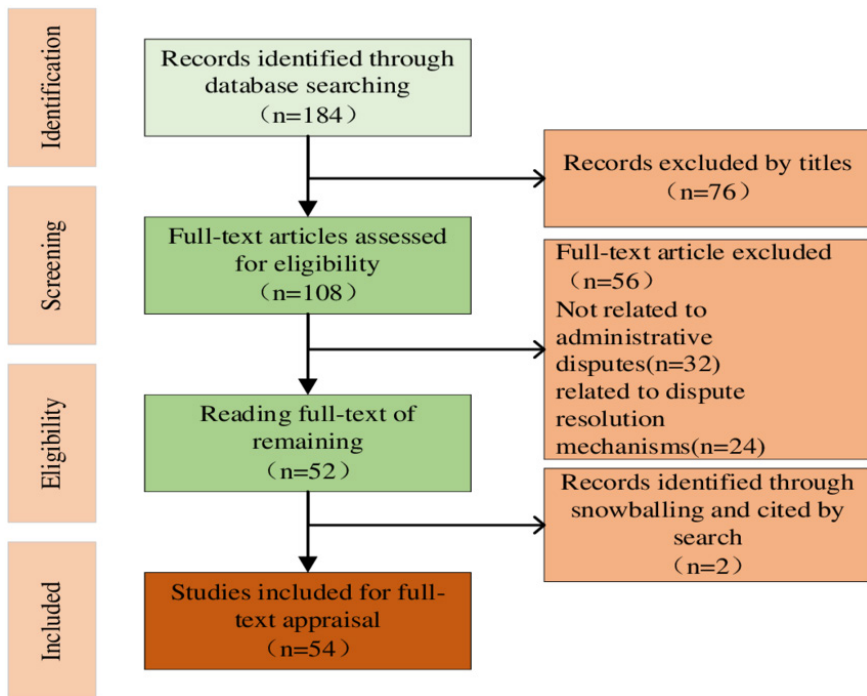 Identification
Records identified through
database searching
（n=184）
Records excluded by titles
（n=76）
Screening
Full-text articles assessed
for eligibility
（n=108）
Full-text article excluded
（n=56）
Not related to
administrative
disputes(n=32)
related to dispute
resolution
mechanisms(n=24)
Eligibility
Reading full-text of
remaining
（n=52）
Records identified through
snowballing and cited by
search
（n=2）
Included
Studies included for full-
text appraisal
（n=54）